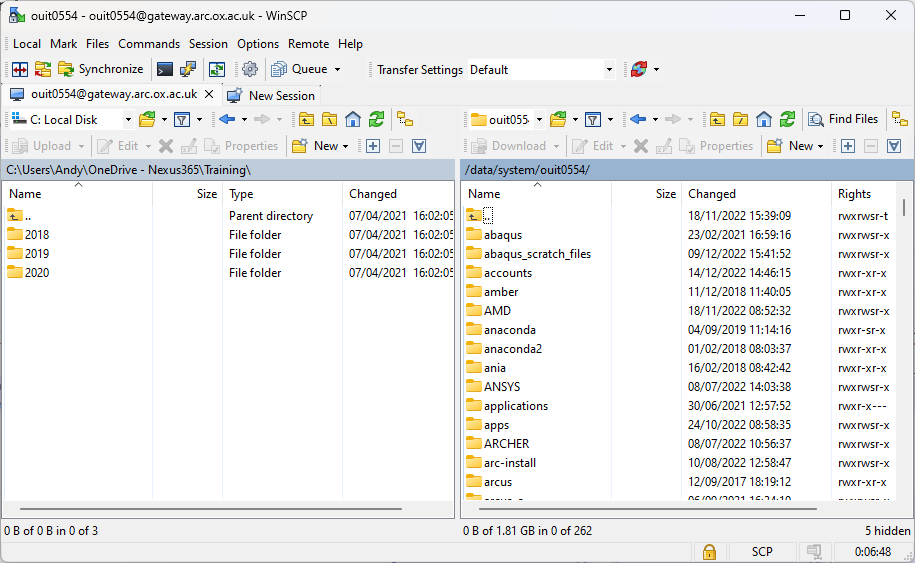 ouit0554 - ouit0554@gateway.arc.ox.ac.uk - WinSCP
Local Mark Files Commands Session Options Remote Help
Synchronize Queue Transfer Settings Default
ouit0554@gateway.arc.ox.ac.uk New Session
C: Local Disk ouit055 Find Files
Upload Edit Properties New Download Edit Properties New
C:\Users\Andy\OneDrive - Nexus365\Training\ /data/system/ouit0554/
Name Size Type Changed Name Size Changed Rights
.. Parent directory 07/04/2021 16:02:05 .. 18/11/2022 15:39:09 rwxrwsr-t
2018 File folder 07/04/2021 16:02:05 abaqus 23/02/2021 16:59:16 rwxrwsr-x
2019 File folder 07/04/2021 16:02:05 abaqus_scratch_files 09/12/2022 15:41:52 rwxrwsr-x
2020 File folder 07/04/2021 16:02:05 accounts 14/12/2022 14:46:15 rwxr-xr-x
amber 11/12/2018 11:40:05 rwxr-xr-x
AMD 18/11/2022 08:52:32 rwxrwsr-x
anaconda 04/09/2019 11:14:16 rwxr-sr-x
anaconda2 01/02/2018 08:03:37 rwxr-xr-x
ania 16/02/2018 08:42:42 rwxr-xr-x
ANSYS 08/07/2022 14:03:38 rwxrwsr-x
applications 30/06/2021 12:57:52 rwxr-x---
apps 24/10/2022 08:58:35 rwxrwsr-x
ARCHER 08/07/2022 10:56:37 rwxrwsr-x
arc-install 10/08/2022 12:58:47 rwxrwsr-x
arcus 12/09/2017 18:19:12 rwxr-xr-x
0 B of 0 B in 0 of 3 0 B of 1.81 GB in 0 of 262 5 hidden
SCP 0:06:48